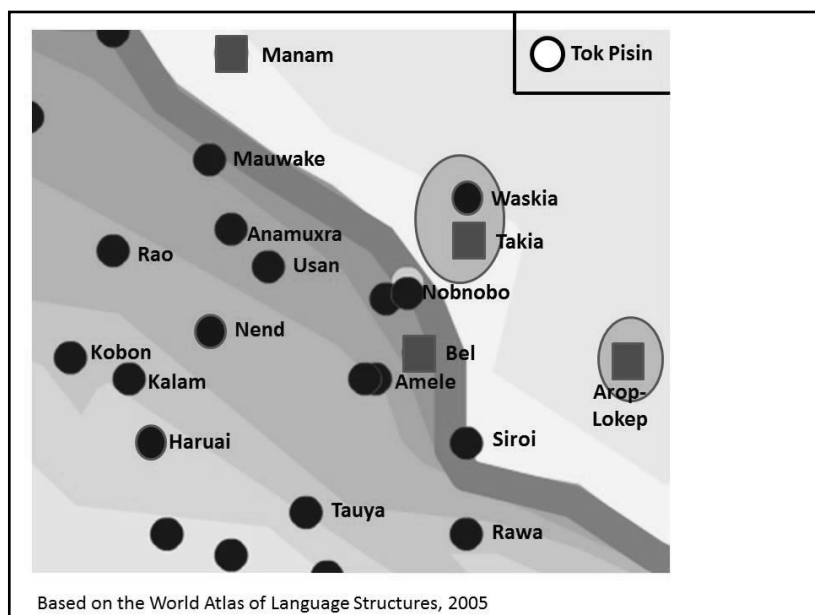 Tok Pisin
Manam
Mauwake
Waskia
Anamuxra
Takia
Rao
Usan
Nobnobo
Nend
Kobon
Bel
Kalam
Amele
Arop-
Lokep
Haruai
Siroi
Tauya
Rawa
Based on the World Atlas of Language Structures, 2005